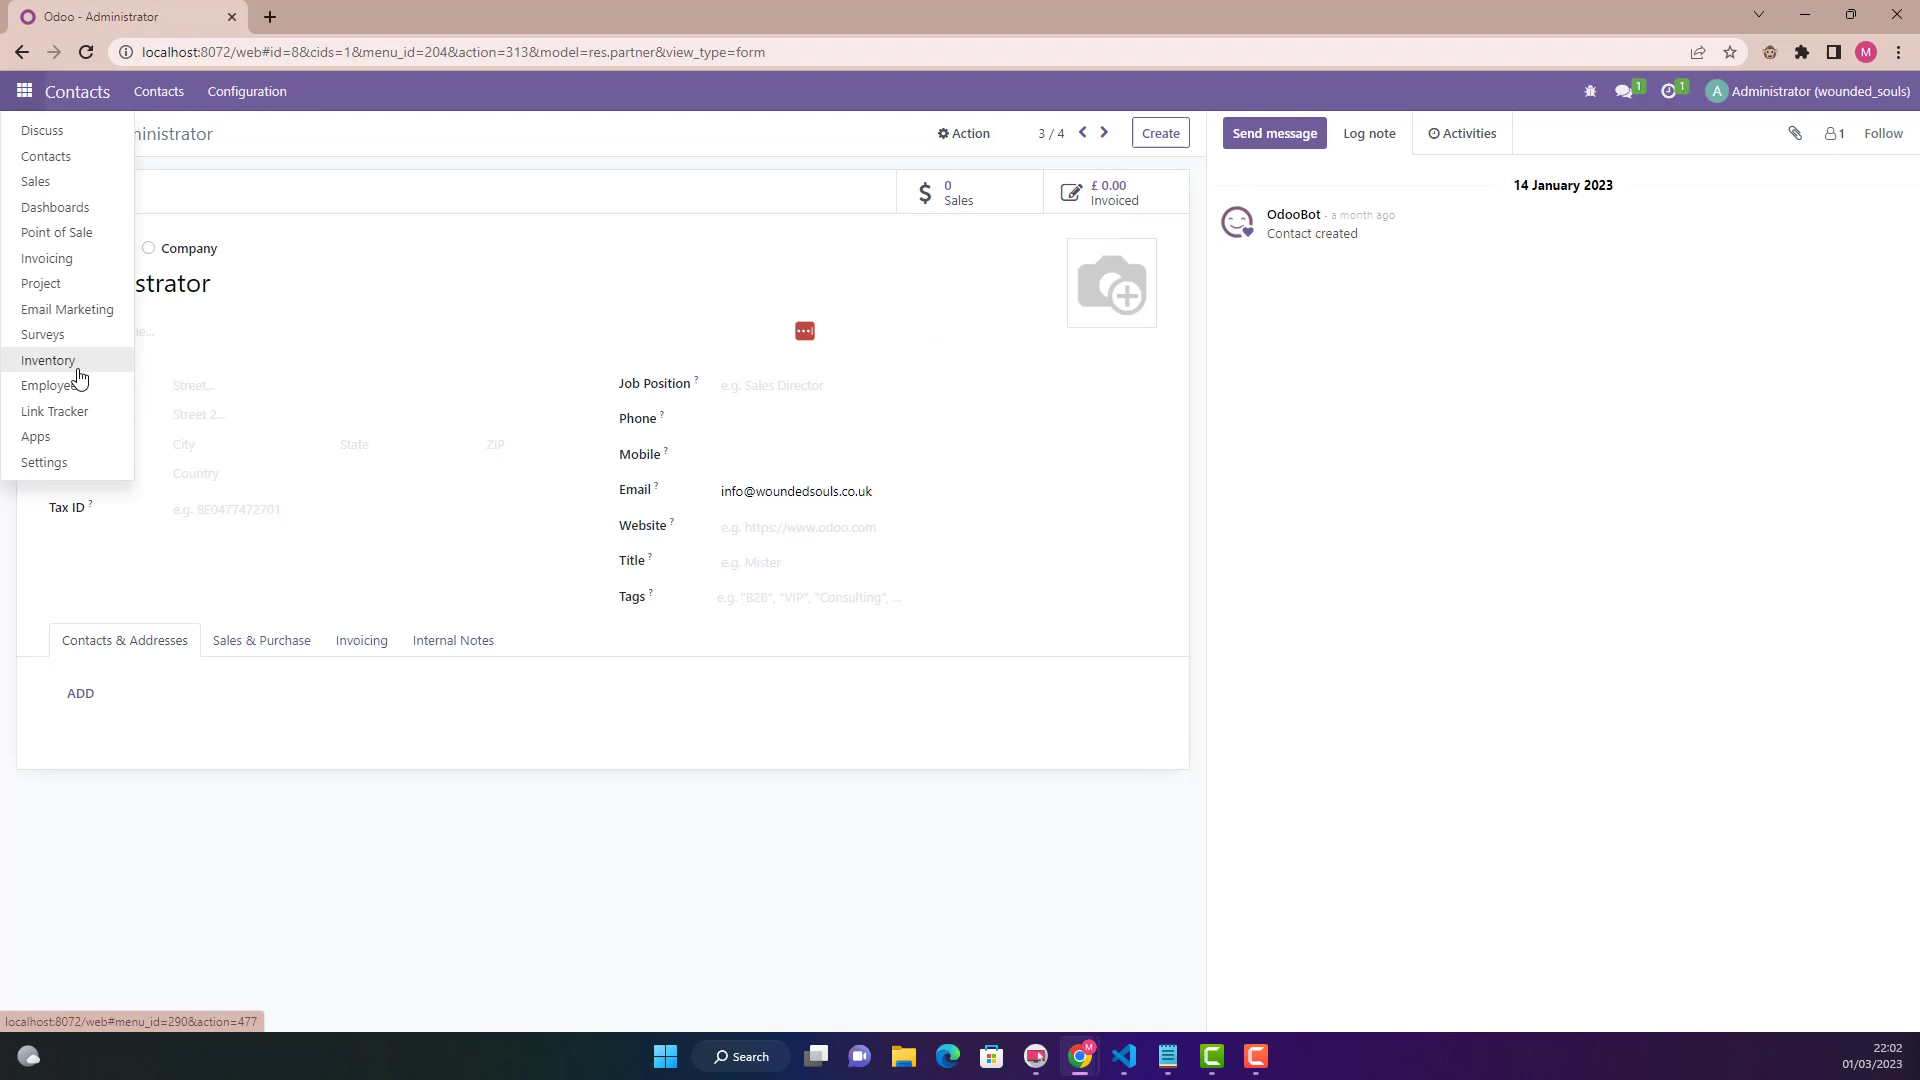 Odoo - Administrator
localhost:8072/web#id=8&cids=1&menu_id=204&action=313&model=res.partner&view_type=form
M
Contacts
Contacts
Configuration
1
1
A
Administrator (wounded_souls)
Discuss
Contacts
Sales
Dashboards
Point of Sale
Invoicing
Project
Email Marketing
Surveys
Inventory
Employee
Link Tracker
Apps
Settings
ninistrator
Action
3 / 4
Create
Send message
Log note
Activities
1
Follow
0
Sales
£ 0.00
Invoiced
14 January 2023
OdooBot - a month ago
Contact created
Company
strator
Street...
Street 2...
City
State
ZIP
Country
Tax ID ?
e.g. BE0477472701
Job Position ?
e.g. Sales Director
Phone ?
Mobile ?
Email ?
info@woundedsouls.co.uk
Website ?
e.g. https://www.odoo.com
Title ?
e.g. Mister
Tags ?
e.g. "B2B", "VIP", "Consulting", ...
Contacts & Addresses
Sales & Purchase
Invoicing
Internal Notes
ADD
localhost:8072/web#menu_id=290&action=477
Search
M
22:02
01/03/2023